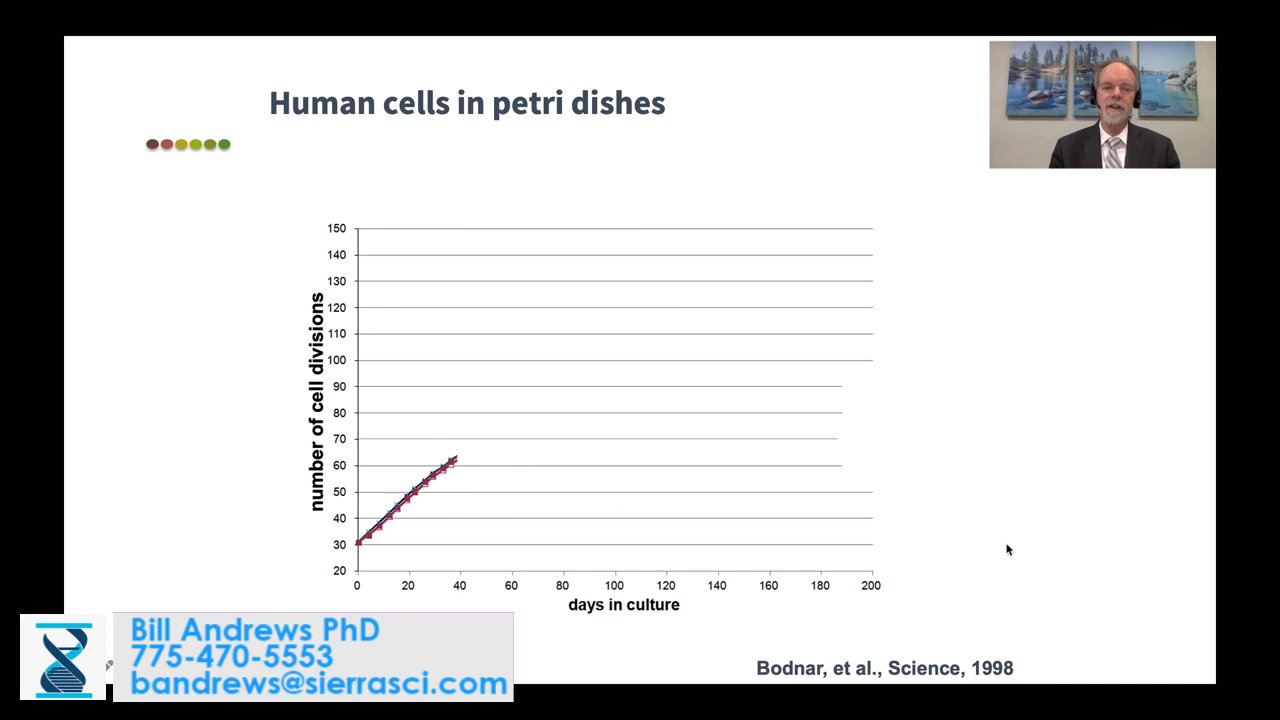 Human cells in petri dishes
150
140
130
120
110
100
90
80
70
60
50
40
30
20
number of cell divisions
0 20 40 60 80 100 120 140 160 180 200
days in culture
Bill Andrews PhD
775-470-5553
bandrews@sierrasci.com
Bodnar, et al., Science, 1998